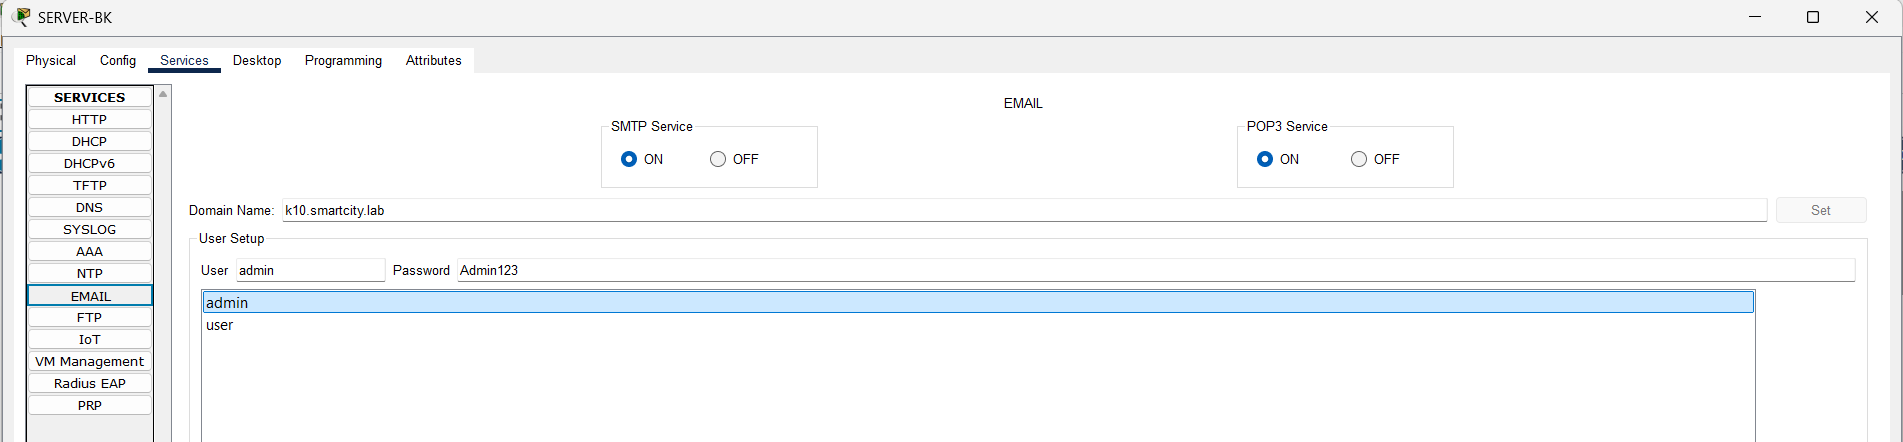 SERVER-BK
Physical Config Services Desktop Programming Attributes
SERVICES
HTTP
DHCP
DHCPv6
TFTP
DNS
SYSLOG
AAA
NTP
EMAIL
FTP
IoT
VM Management
Radius EAP
PRP
EMAIL
SMTP Service
ON OFF
POP3 Service
ON OFF
Domain Name: k10.smartcity.lab Set
User Setup
User admin Password Admin123
admin
user